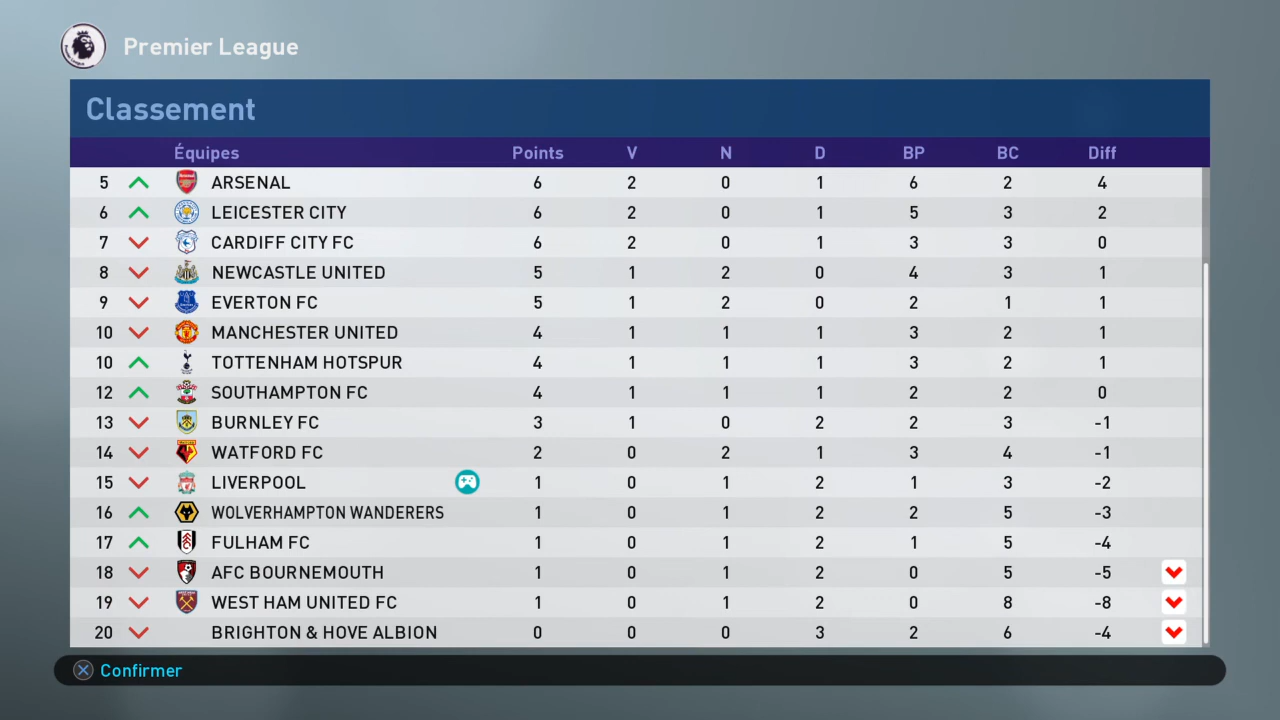 Premier League
Classement
Équipes Points V N D BP BC Diff
5 ARSENAL 6 2 0 1 6 2 4
6 LEICESTER CITY 6 2 0 1 5 3 2
7 CARDIFF CITY FC 6 2 0 1 3 3 0
8 NEWCASTLE UNITED 5 1 2 0 4 3 1
9 EVERTON FC 5 1 2 0 2 1 1
10 MANCHESTER UNITED 4 1 1 1 3 2 1
10 TOTTENHAM HOTSPUR 4 1 1 1 3 2 1
12 SOUTHAMPTON FC 4 1 1 1 2 2 0
13 BURNLEY FC 3 1 0 2 2 3 -1
14 WATFORD FC 2 0 2 1 3 4 -1
15 LIVERPOOL 1 0 1 2 1 3 -2
16 WOLVERHAMPTON WANDERERS 1 0 1 2 2 5 -3
17 FULHAM FC 1 0 1 2 1 5 -4
18 AFC BOURNEMOUTH 1 0 1 2 0 5 -5
19 WEST HAM UNITED FC 1 0 1 2 0 8 -8
20 BRIGHTON & HOVE ALBION 0 0 0 3 2 6 -4
Confirmer